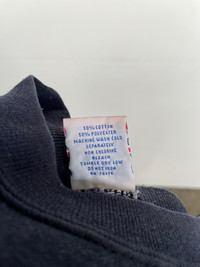 50% COTTON
50% POLYESTER
MACHINE WASH COLD
SEPARATELY
NON CHLORINE
BLEACH
TUMBLE DRY LOW
DO NOT IRON